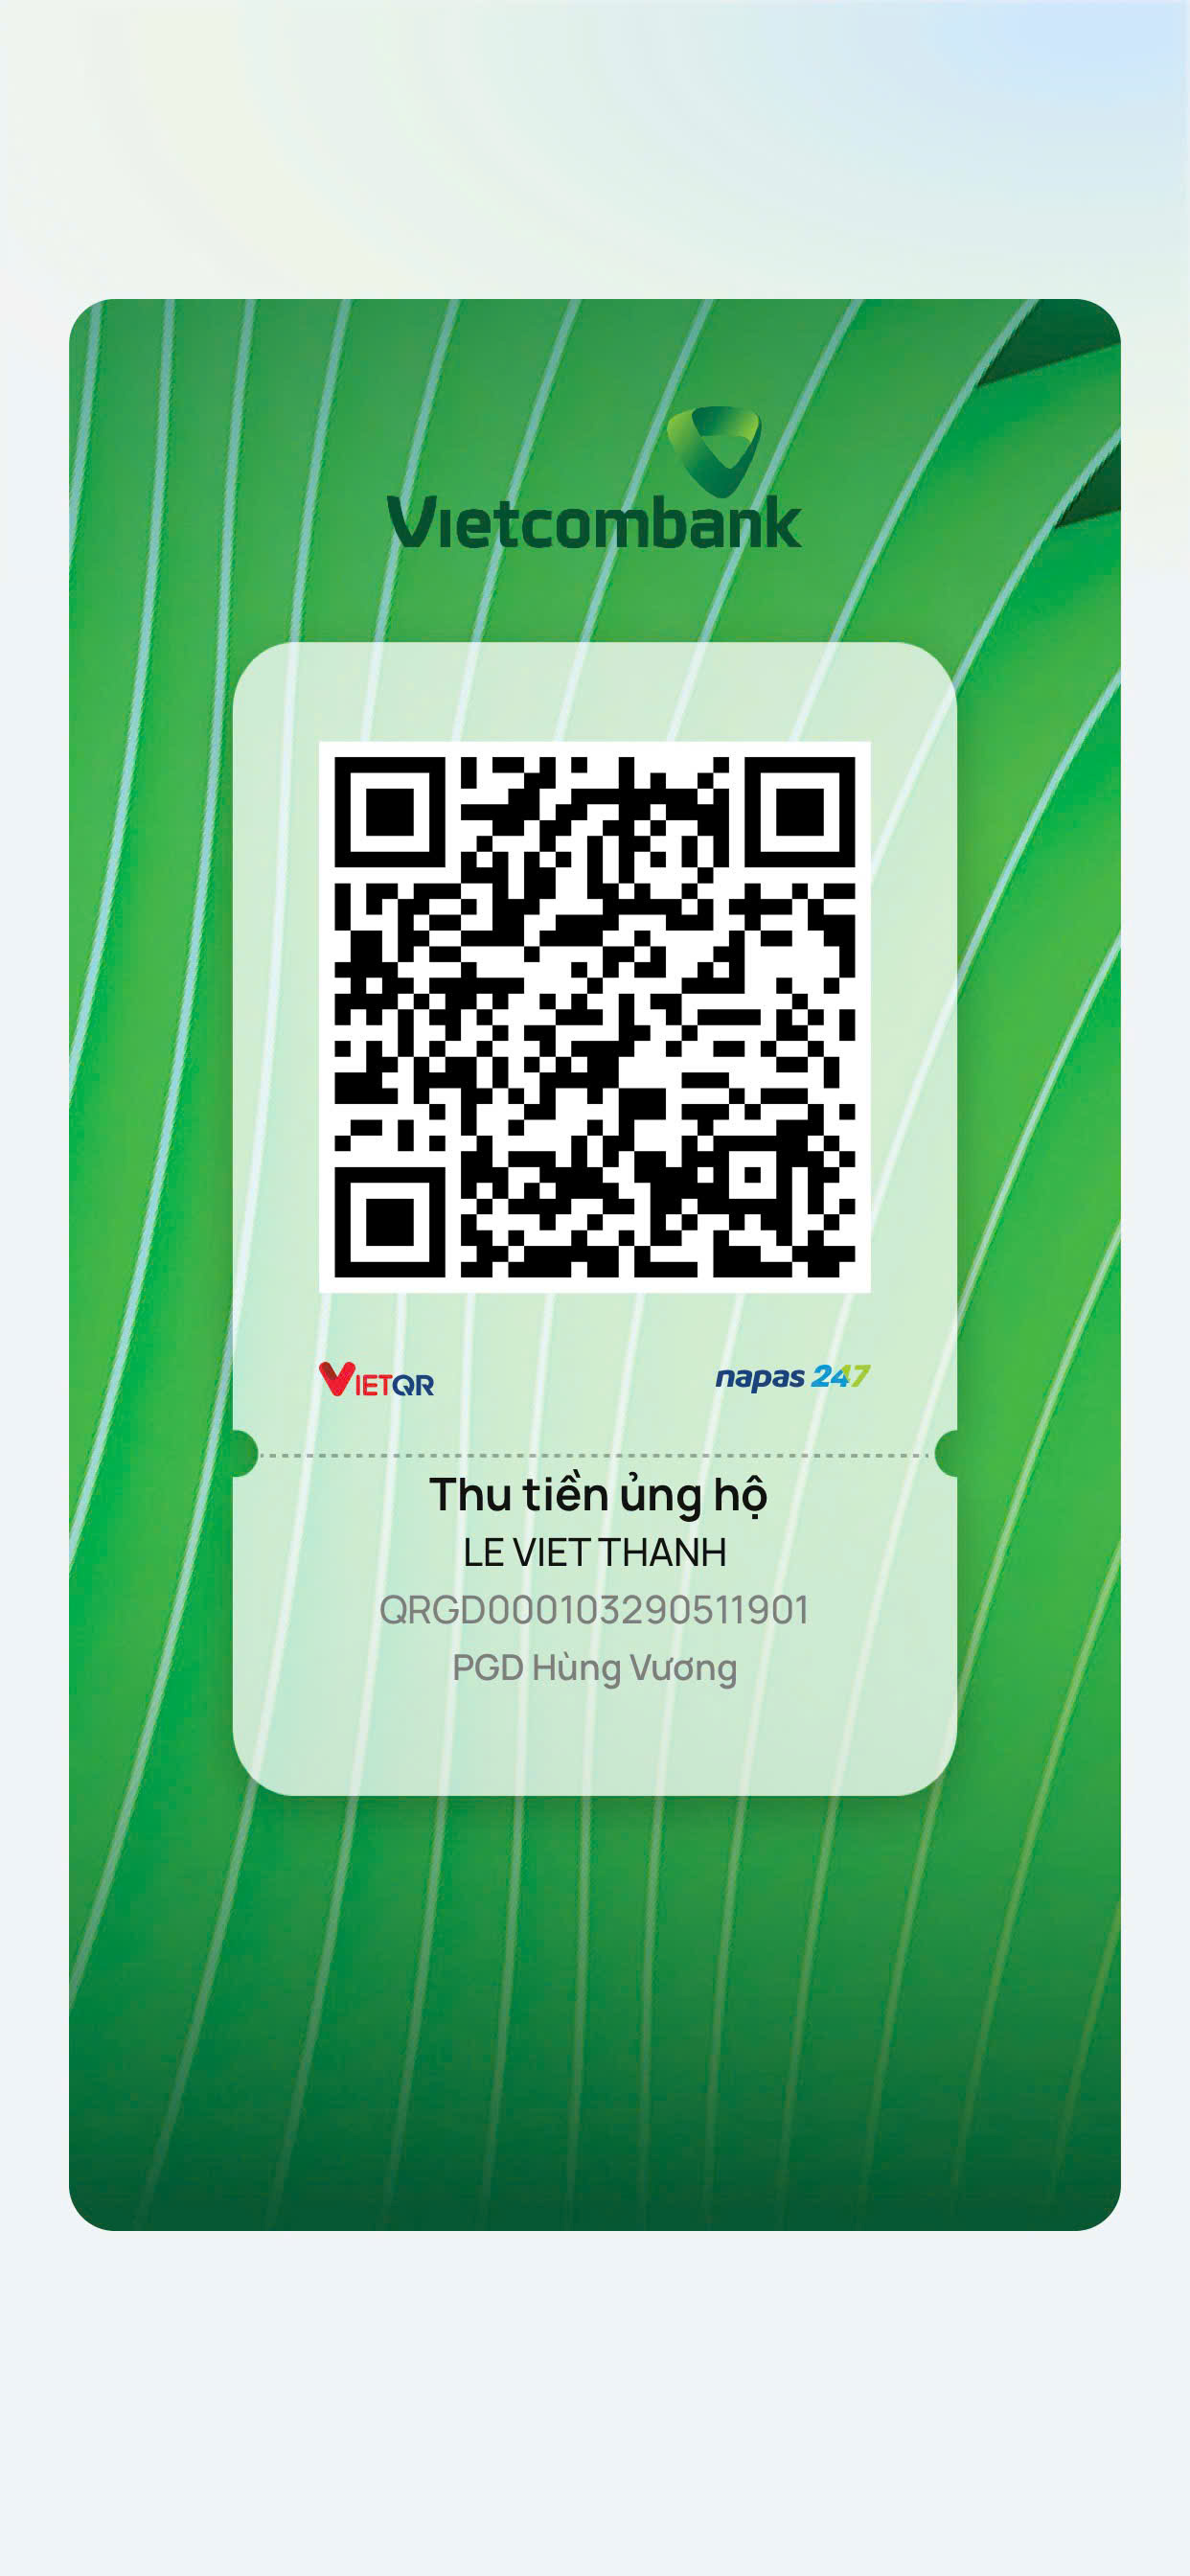 Vietcombank
VIETQR
napas 247
Thu tiền ủng hộ
LE VIET THANH
QRGD000103290511901
PGD Hùng Vương